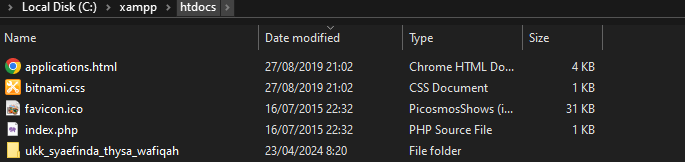 Local Disk (C:) > xampp > htdocs >
Name Date modified Type Size
applications.html 27/08/2019 21:02 Chrome HTML Do... 4 KB
bitnami.css 27/08/2019 21:02 CSS Document 1 KB
favicon.ico 16/07/2015 22:32 PicosmosShows (i... 31 KB
index.php 16/07/2015 22:32 PHP Source File 1 KB
ukk_syaefinda_thysa_wafiqah 23/04/2024 8:20 File folder